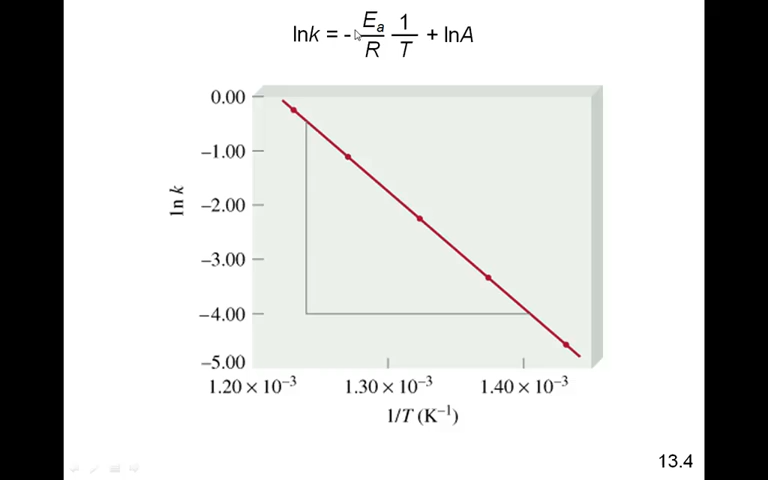 lnk = - Eₐ/R 1/T + lnA
0.00
–1.00
–2.00
–3.00
–4.00
–5.00
ln k
1.20 × 10⁻³ 1.30 × 10⁻³ 1.40 × 10⁻³
1/T (K⁻¹)
13.4